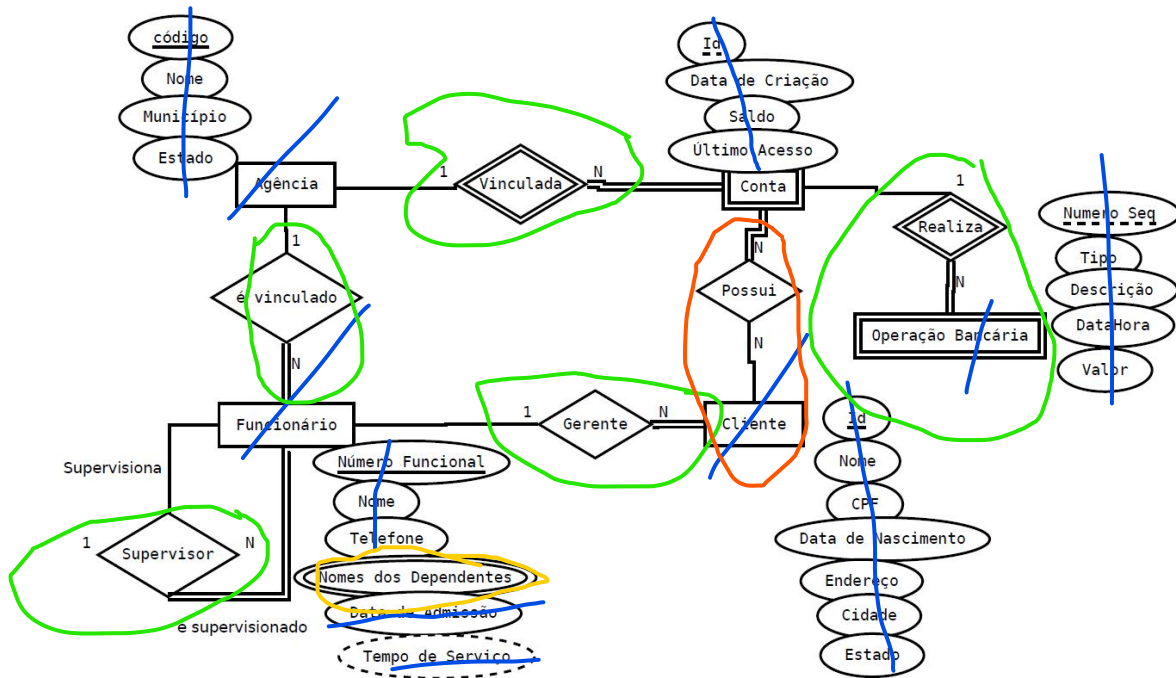 código
Nome
Município
Estado
Agência
1
Vinculada
N
Id
Data de Criação
Saldo
Último Acesso
Conta
1
Realiza
N
Operação Bancária
Numero Seq
Tipo
Descrição
DataHora
Valor
1
é vinculado
N
N
Possui
N
Funcionário
1
Gerente
N
Cliente
Id
Nome
CPF
Data de Nascimento
Endereço
Cidade
Estado
Número Funcional
Nome
Telefone
Nomes dos Dependentes
Data de Admissão
Tempo de Serviço
Supervisiona
1
Supervisor
N
e supervisionado